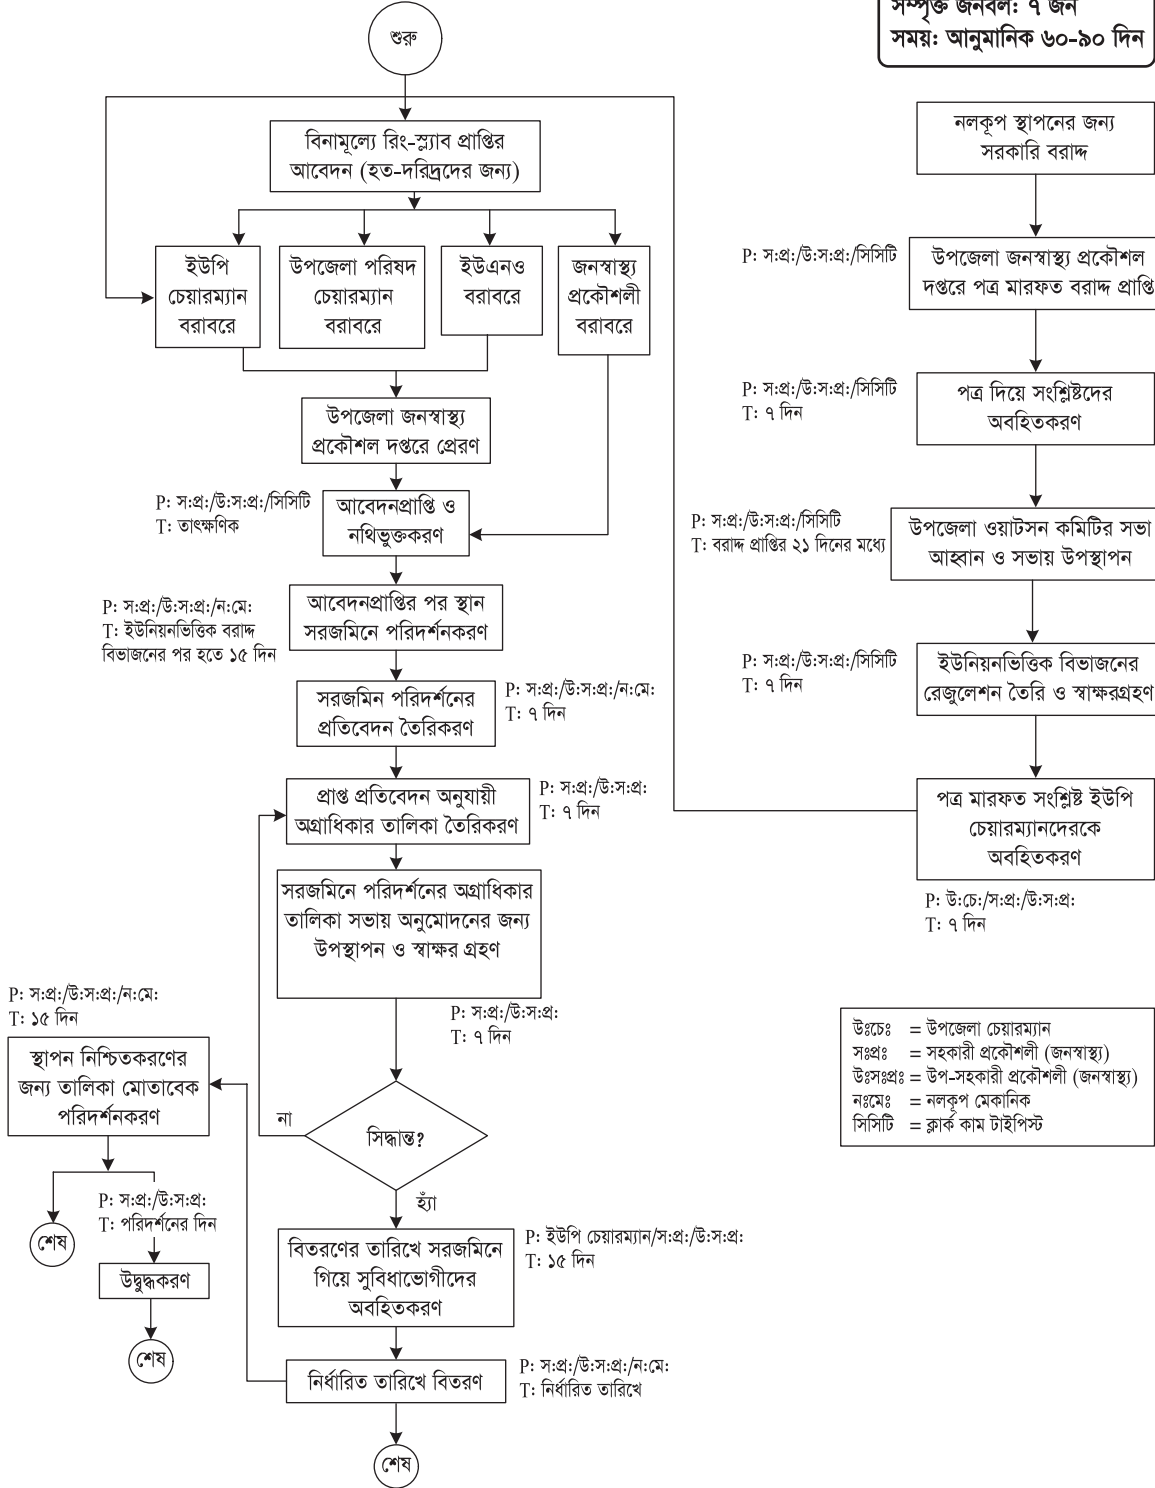 সম্পৃক্ত জনবল: ৭ জন
সময়: আনুমানিক ৬০-৯০ দিন
শুরু
বিনামূল্যে রিং-স্ল্যাব প্রাপ্তির
আবেদন (হত-দরিদ্রদের জন্য)
ইউপি
চেয়ারম্যান
বরাবরে
উপজেলা পরিষদ
চেয়ারম্যান
বরাবরে
ইউএনও
বরাবরে
জনস্বাস্থ্য
প্রকৌশলী
বরাবরে
উপজেলা জনস্বাস্থ্য
প্রকৌশল দপ্তরে প্রেরণ
P: স:প্র:/উ:স:প্র:/সিসিটি
T: তাৎক্ষণিক
আবেদনপ্রাপ্তি ও
নথিভুক্তকরণ
P: স:প্র:/উ:স:প্র:/ন:মে:
T: ইউনিয়নভিত্তিক বরাদ্দ
বিভাজনের পর হতে ১৫ দিন
আবেদনপ্রাপ্তির পর স্থান
সরজমিনে পরিদর্শনকরণ
সরজমিন পরিদর্শনের
প্রতিবেদন তৈরিকরণ
P: স:প্র:/উ:স:প্র:/ন:মে:
T: ৭ দিন
প্রাপ্ত প্রতিবেদন অনুযায়ী
অগ্রাধিকার তালিকা তৈরিকরণ
P: স:প্র:/উ:স:প্র:
T: ৭ দিন
সরজমিনে পরিদর্শনের অগ্রাধিকার
তালিকা সভায় অনুমোদনের জন্য
উপস্থাপন ও স্বাক্ষর গ্রহণ
P: স:প্র:/উ:স:প্র:
T: ৭ দিন
সিদ্ধান্ত?
না
হ্যাঁ
বিতরণের তারিখে সরজমিনে
গিয়ে সুবিধাভোগীদের
অবহিতকরণ
P: ইউপি চেয়ারম্যান/স:প্র:/উ:স:প্র:
T: ১৫ দিন
নির্ধারিত তারিখে বিতরণ
P: স:প্র:/উ:স:প্র:/ন:মে:
T: নির্ধারিত তারিখে
শেষ
P: স:প্র:/উ:স:প্র:/ন:মে:
T: ১৫ দিন
স্থাপন নিশ্চিতকরণের
জন্য তালিকা মোতাবেক
পরিদর্শনকরণ
শেষ
P: স:প্র:/উ:স:প্র:
T: পরিদর্শনের দিন
উদ্বুদ্ধকরণ
শেষ
নলকূপ স্থাপনের জন্য
সরকারি বরাদ্দ
P: স:প্র:/উ:স:প্র:/সিসিটি
উপজেলা জনস্বাস্থ্য প্রকৌশল
দপ্তরে পত্র মারফত বরাদ্দ প্রাপ্তি
P: স:প্র:/উ:স:প্র:/সিসিটি
T: ৭ দিন
পত্র দিয়ে সংশ্লিষ্টদের
অবহিতকরণ
P: স:প্র:/উ:স:প্র:/সিসিটি
T: বরাদ্দ প্রাপ্তির ২১ দিনের মধ্যে
উপজেলা ওয়াটসন কমিটির সভা
আহ্বান ও সভায় উপস্থাপন
P: স:প্র:/উ:স:প্র:/সিসিটি
T: ৭ দিন
ইউনিয়নভিত্তিক বিভাজনের
রেজুলেশন তৈরি ও স্বাক্ষরগ্রহণ
পত্র মারফত সংশ্লিষ্ট ইউপি
চেয়ারম্যানদেরকে
অবহিতকরণ
P: উ:চে:/স:প্র:/উ:স:প্র:
T: ৭ দিন
উঃচেঃ = উপজেলা চেয়ারম্যান
সঃপ্রঃ = সহকারী প্রকৌশলী (জনস্বাস্থ্য)
উঃসঃপ্রঃ = উপ-সহকারী প্রকৌশলী (জনস্বাস্থ্য)
নঃমেঃ = নলকূপ মেকানিক
সিসিটি = ক্লার্ক কাম টাইপিস্ট